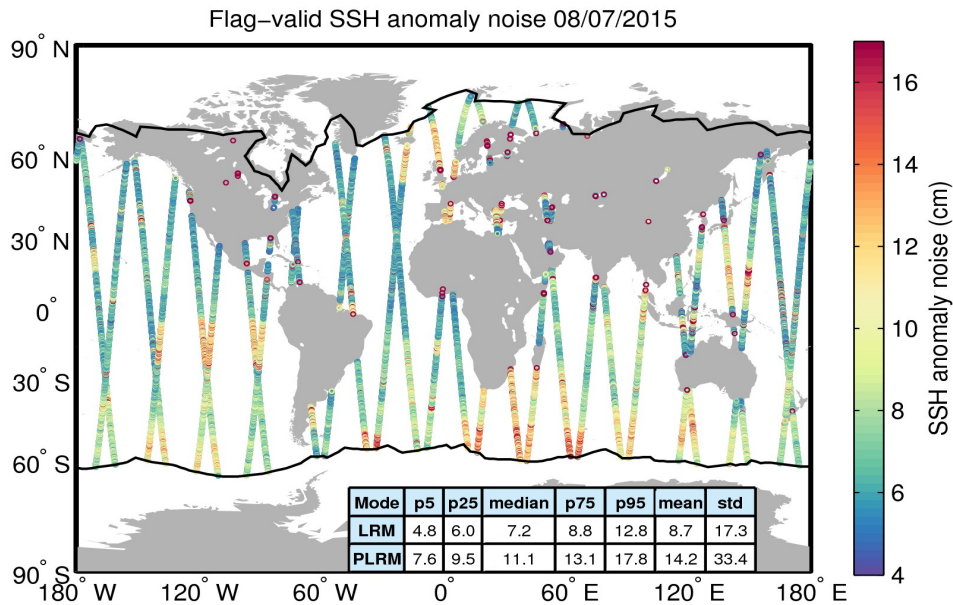 Flag−valid SSH anomaly noise 08/07/2015
90° N
60° N
30° N
0°
30° S
60° S
90° S
180° W
120° W
60° W
0°
60° E
120° E
180° E
Mode p5 p25 median p75 p95 mean std
LRM 4.8 6.0 7.2 8.8 12.8 8.7 17.3
PLRM 7.6 9.5 11.1 13.1 17.8 14.2 33.4
16
14
12
10
8
6
4
SSH anomaly noise (cm)